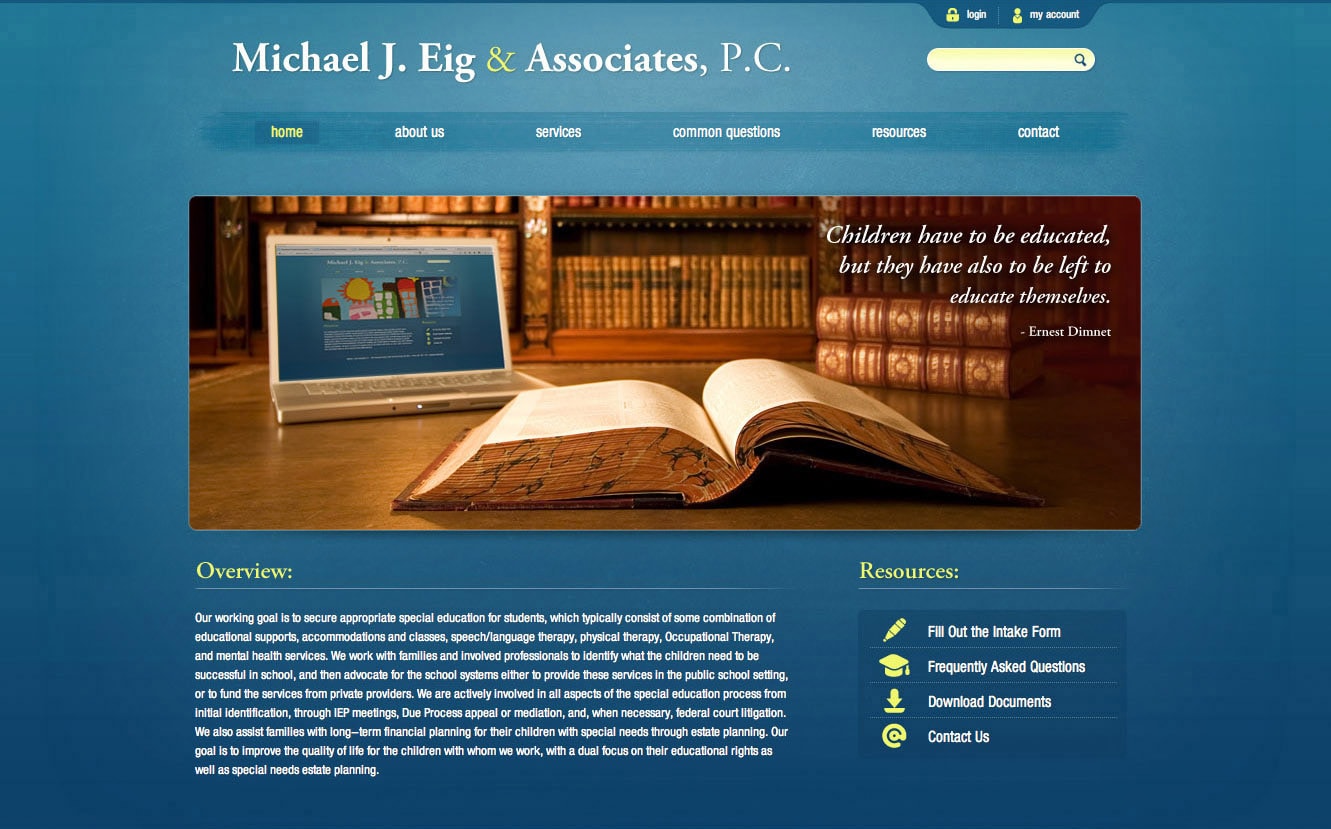 login
my account
Michael J. Eig & Associates, P.C.
home
about us
services
common questions
resources
contact
Michael J. Eig & Associates, P.C.
Children have to be educated,
but they have also to be left to
educate themselves.
- Ernest Dimnet
Overview:
Our working goal is to secure appropriate special education for students, which typically consist of some combination of
educational supports, accommodations and classes, speech/language therapy, physical therapy, Occupational Therapy,
and mental health services. We work with families and involved professionals to identify what the children need to be
successful in school, and then advocate for the school systems either to provide these services in the public school setting,
or to fund the services from private providers. We are actively involved in all aspects of the special education process from
initial identification, through IEP meetings, Due Process appeal or mediation, and, when necessary, federal court litigation.
We also assist families with long–term financial planning for their children with special needs through estate planning. Our
goal is to improve the quality of life for the children with whom we work, with a dual focus on their educational rights as
well as special needs estate planning.
Resources:
Fill Out the Intake Form
Frequently Asked Questions
Download Documents
Contact Us